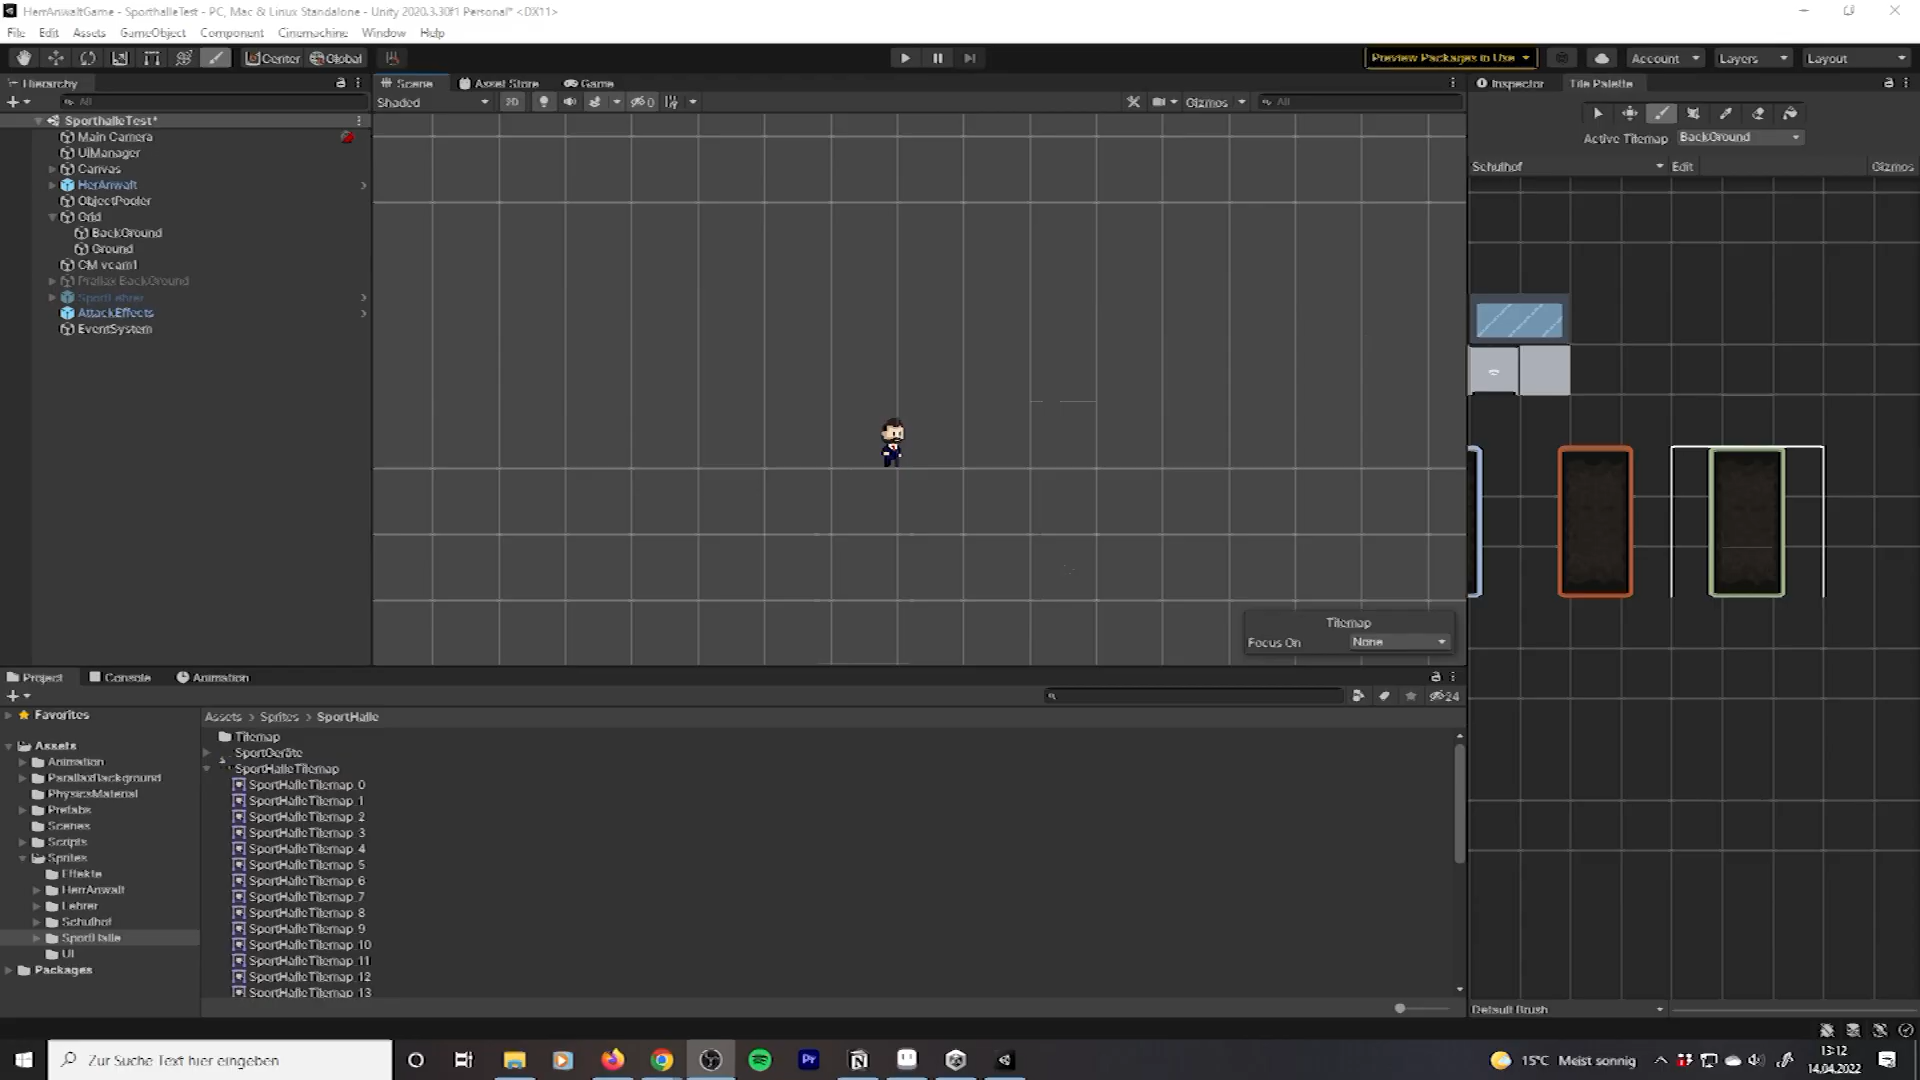 HerrAnwaltGame - SporthalleTest - PC, Mac & Linux Standalone - Unity 2020.3.30f1 Personal* <DX11>
File Edit Assets GameObject Component Cinemachine Window Help
Center Global Preview Packages in Use Account Layers Layout
Hierarchy Scene Asset Store Game Inspector Tile Palette
All Shaded 2D 0 Gizmos All
SporthalleTest*
Main Camera
UIManager
Canvas
HerAnwalt
ObjectPooler
Grid
BackGround
Ground
CM vcam1
Prallax BackGround
SportLehrer
AttackEffects
EventSystem
Active Tilemap BackGround
Schulhof Edit Gizmos
Tilemap
Focus On None
Project Console Animation
24
Favorites
Assets
Animation
ParallaxBackground
PhysicsMaterial
Prefabs
Scenes
Scripts
Sprites
Effekte
HerrAnwalt
Lehrer
Schulhof
SportHalle
UI
Packages
Assets > Sprites > SportHalle
Tilemap
SportGeräte
SportHalleTilemap
SportHalleTilemap 0
SportHalleTilemap 1
SportHalleTilemap 2
SportHalleTilemap 3
SportHalleTilemap 4
SportHalleTilemap 5
SportHalleTilemap 6
SportHalleTilemap 7
SportHalleTilemap 8
SportHalleTilemap 9
SportHalleTilemap 10
SportHalleTilemap 11
SportHalleTilemap 12
SportHalleTilemap 13
Default Brush
Zur Suche Text hier eingeben
Pr
15°C Meist sonnig
13:12
14.04.2022